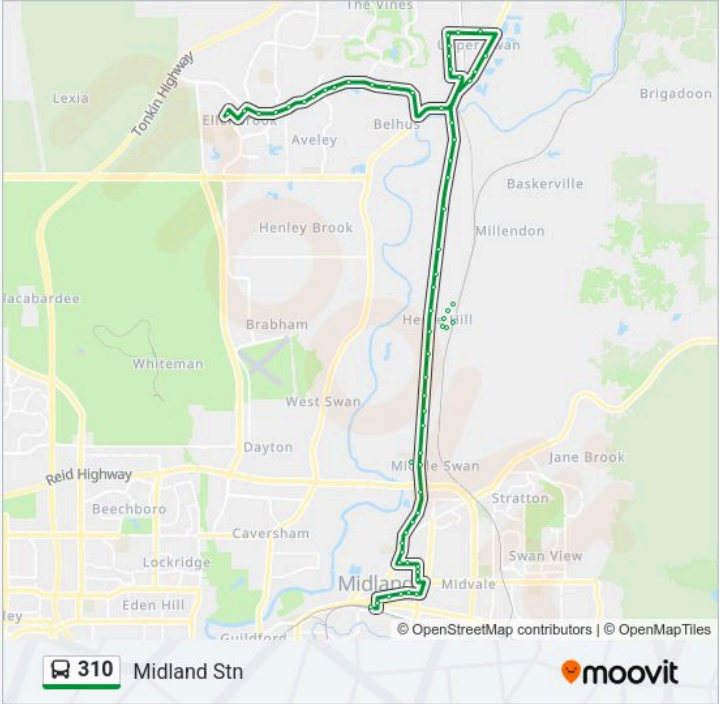 The Vines
Upper Swan
Tonkin Highway
Lexia
Brigadoon
Ellenbrook
Belhus
Aveley
Baskerville
Henley Brook
Millendon
lacabardee
Brabham
Herne Hill
Whiteman
West Swan
Dayton
Jane Brook
Reid Highway
Middle Swan
Stratton
Beechboro
Caversham
Swan View
Lockridge
Midland
Midvale
Eden Hill
ley
Guildford
© OpenStreetMap contributors | © OpenMapTiles
310 Midland Stn
moovit